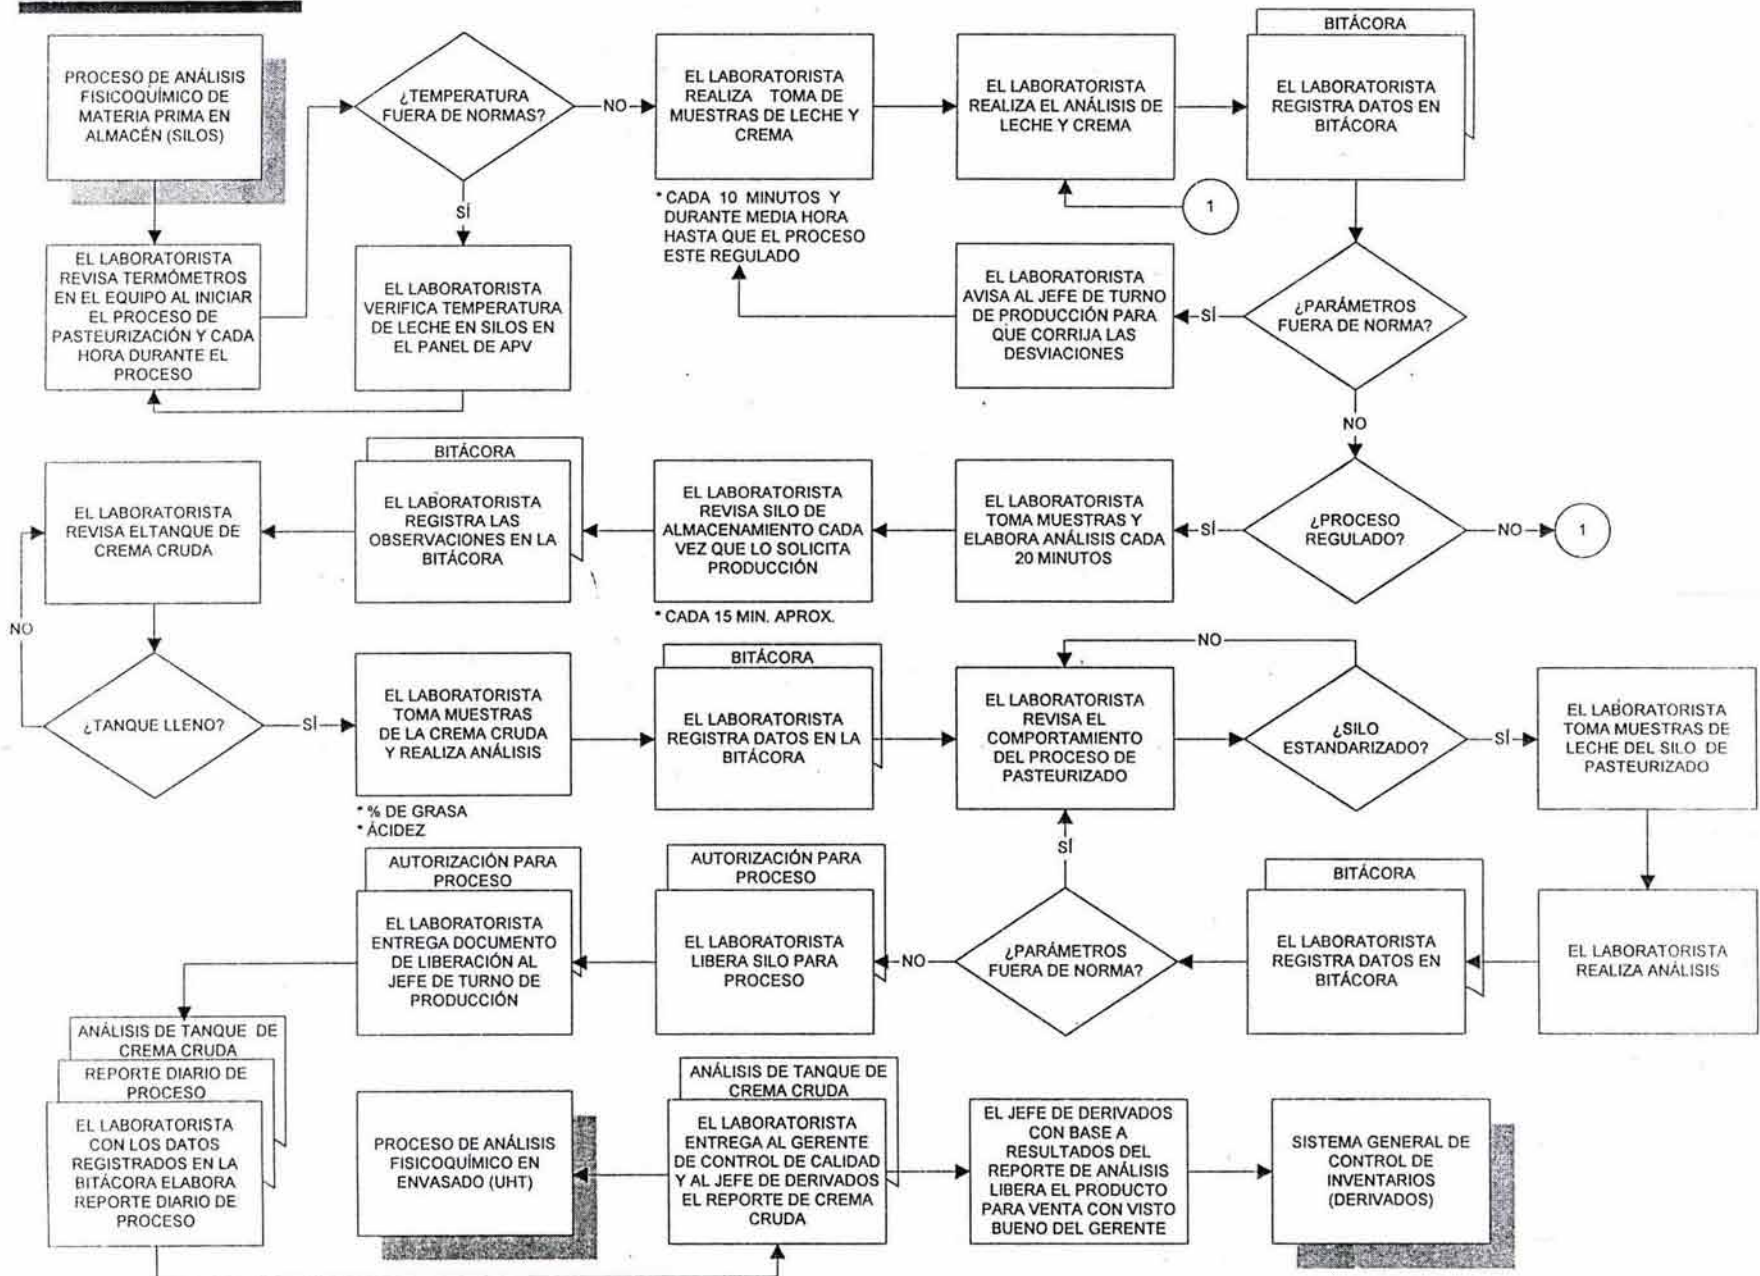 PROCESO DE ANÁLISIS
FISICOQUÍMICO DE
MATERIA PRIMA EN
ALMACÉN (SILOS)
¿TEMPERATURA
FUERA DE NORMAS?
NO
EL LABORATORISTA
REALIZA TOMA DE
MUESTRAS DE LECHE Y
CREMA
* CADA 10 MINUTOS Y
DURANTE MEDIA HORA
HASTA QUE EL PROCESO
ESTE REGULADO
EL LABORATORISTA
REALIZA EL ANÁLISIS DE
LECHE Y CREMA
1
BITÁCORA
EL LABORATORISTA
REGISTRA DATOS EN
BITÁCORA
SÍ
EL LABORATORISTA
REVISA TERMÓMETROS
EN EL EQUIPO AL INICIAR
EL PROCESO DE
PASTEURIZACIÓN Y CADA
HORA DURANTE EL
PROCESO
EL LABORATORISTA
VERIFICA TEMPERATURA
DE LECHE EN SILOS EN
EL PANEL DE APV
EL LABORATORISTA
AVISA AL JEFE DE TURNO
DE PRODUCCIÓN PARA
QUE CORRIJA LAS
DESVIACIONES
SÍ
¿PARÁMETROS
FUERA DE NORMA?
NO
EL LABORATORISTA
REVISA ELTANQUE DE
CREMA CRUDA
BITÁCORA
EL LABORATORISTA
REGISTRA LAS
OBSERVACIONES EN LA
BITÁCORA
EL LABORATORISTA
REVISA SILO DE
ALMACENAMIENTO CADA
VEZ QUE LO SOLICITA
PRODUCCIÓN
* CADA 15 MIN. APROX.
EL LABORATORISTA
TOMA MUESTRAS Y
ELABORA ANÁLISIS CADA
20 MINUTOS
SÍ
¿PROCESO
REGULADO?
NO
1
NO
¿TANQUE LLENO?
SÍ
EL LABORATORISTA
TOMA MUESTRAS
DE LA CREMA CRUDA
Y REALIZA ANÁLISIS
* % DE GRASA
* ÁCIDEZ
BITÁCORA
EL LABORATORISTA
REGISTRA DATOS EN LA
BITÁCORA
EL LABORATORISTA
REVISA EL
COMPORTAMIENTO
DEL PROCESO DE
PASTEURIZADO
NO
¿SILO
ESTANDARIZADO?
SÍ
EL LABORATORISTA
TOMA MUESTRAS DE
LECHE DEL SILO DE
PASTEURIZADO
AUTORIZACIÓN PARA
PROCESO
EL LABORATORISTA
ENTREGA DOCUMENTO
DE LIBERACIÓN AL
JEFE DE TURNO DE
PRODUCCIÓN
AUTORIZACIÓN PARA
PROCESO
EL LABORATORISTA
LIBERA SILO PARA
PROCESO
NO
SÍ
¿PARÁMETROS
FUERA DE NORMA?
BITÁCORA
EL LABORATORISTA
REGISTRA DATOS EN
BITÁCORA
EL LABORATORISTA
REALIZA ANÁLISIS
ANÁLISIS DE TANQUE DE
CREMA CRUDA
REPORTE DIARIO DE
PROCESO
EL LABORATORISTA
CON LOS DATOS
REGISTRADOS EN LA
BITÁCORA ELABORA
REPORTE DIARIO DE
PROCESO
PROCESO DE ANÁLISIS
FISICOQUÍMICO EN
ENVASADO (UHT)
ANÁLISIS DE TANQUE DE
CREMA CRUDA
EL LABORATORISTA
ENTREGA AL GERENTE
DE CONTROL DE CALIDAD
Y AL JEFE DE DERIVADOS
EL REPORTE DE CREMA
CRUDA
EL JEFE DE DERIVADOS
CON BASE A
RESULTADOS DEL
REPORTE DE ANÁLISIS
LIBERA EL PRODUCTO
PARA VENTA CON VISTO
BUENO DEL GERENTE
SISTEMA GENERAL DE
CONTROL DE
INVENTARIOS
(DERIVADOS)